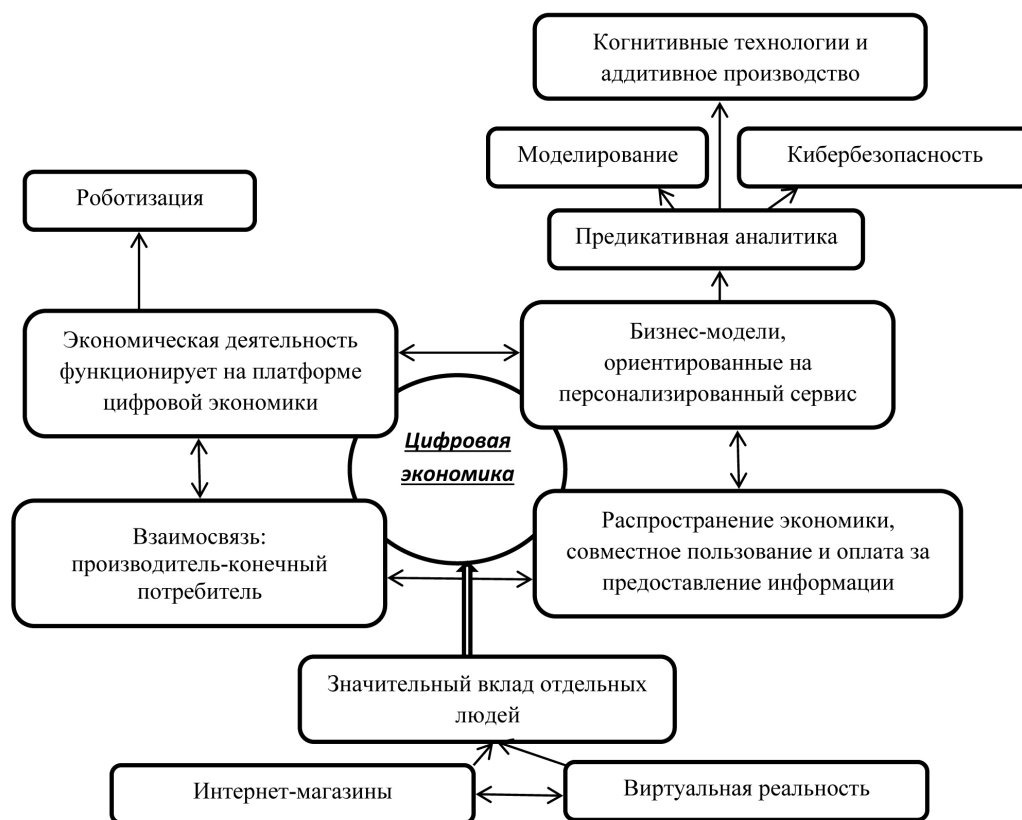 Когнитивные технологии и
аддитивное производство
Моделирование
Кибербезопасность
Роботизация
Предикативная аналитика
Экономическая деятельность
функционирует на платформе
цифровой экономики
Бизнес-модели,
ориентированные на
персонализированный сервис
Цифровая
экономика
Взаимосвязь:
производитель-конечный
потребитель
Распространение экономики,
совместное пользование и оплата за
предоставление информации
Значительный вклад отдельных
людей
Интернет-магазины
Виртуальная реальность